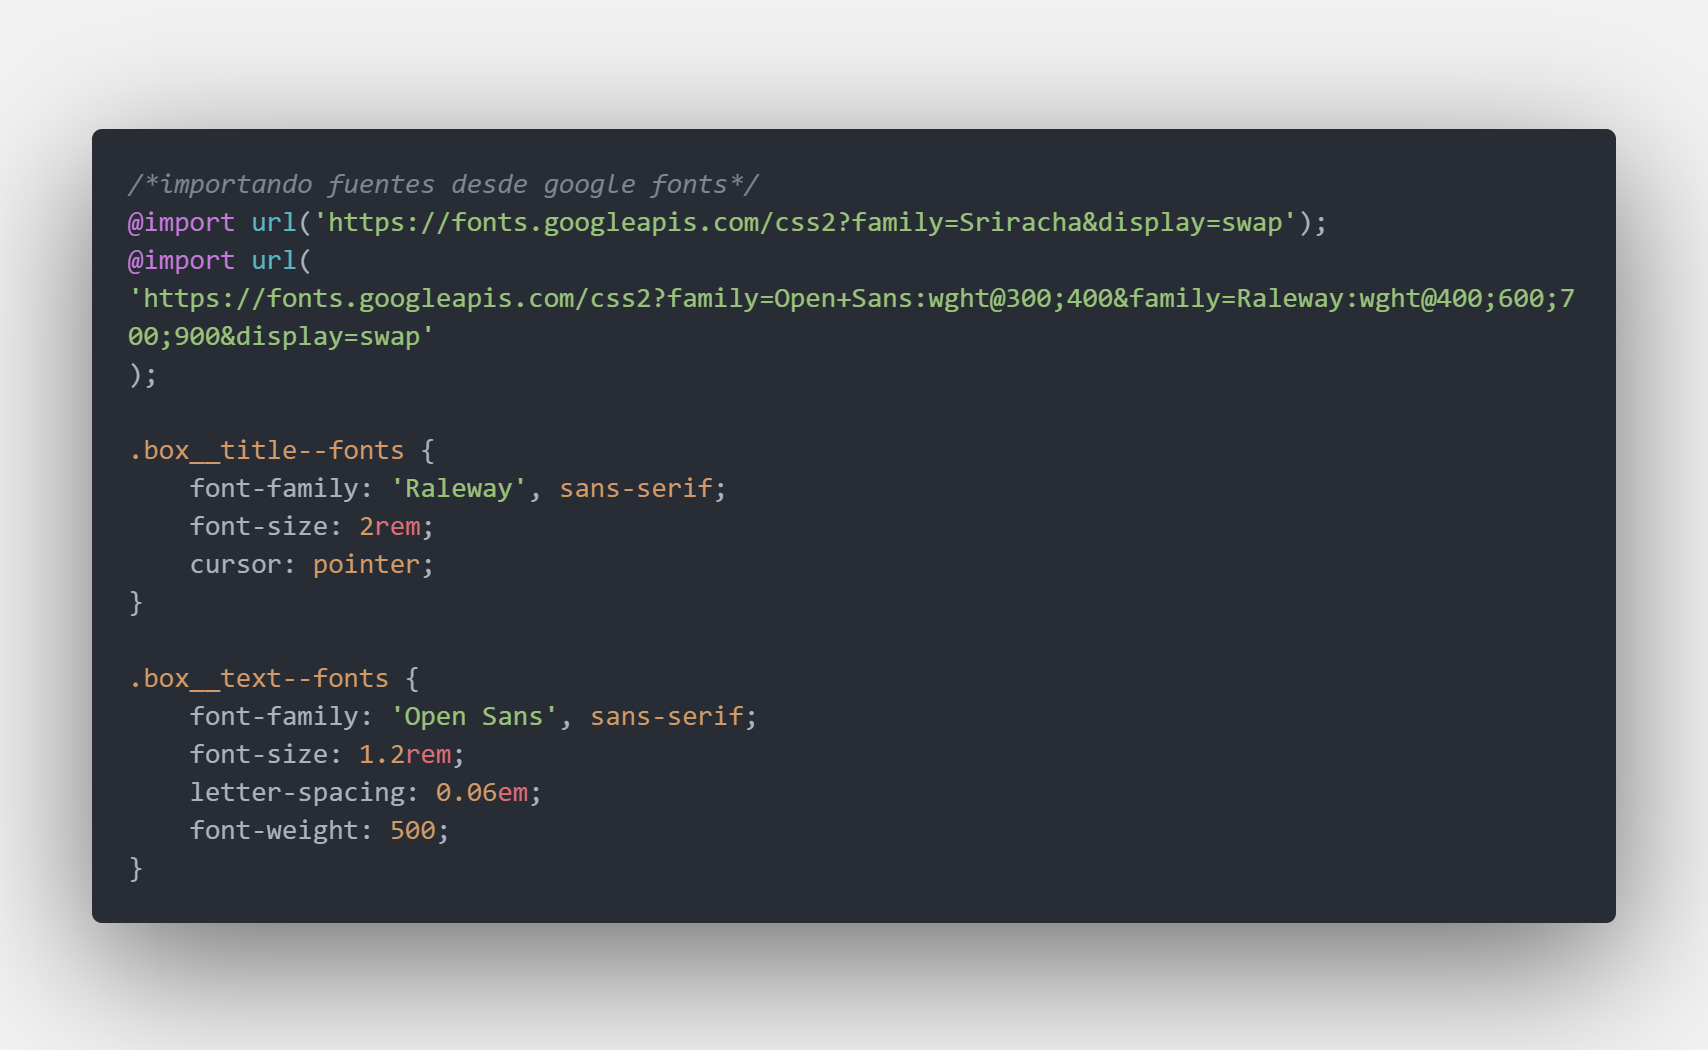 /*importando fuentes desde google fonts*/
@import url('https://fonts.googleapis.com/css2?family=Sriracha&display=swap');
@import url(
'https://fonts.googleapis.com/css2?family=Open+Sans:wght@300;400&family=Raleway:wght@400;600;7
00;900&display=swap'
);

.box__title--fonts {
    font-family: 'Raleway', sans-serif;
    font-size: 2rem;
    cursor: pointer;
}

.box__text--fonts {
    font-family: 'Open Sans', sans-serif;
    font-size: 1.2rem;
    letter-spacing: 0.06em;
    font-weight: 500;
}